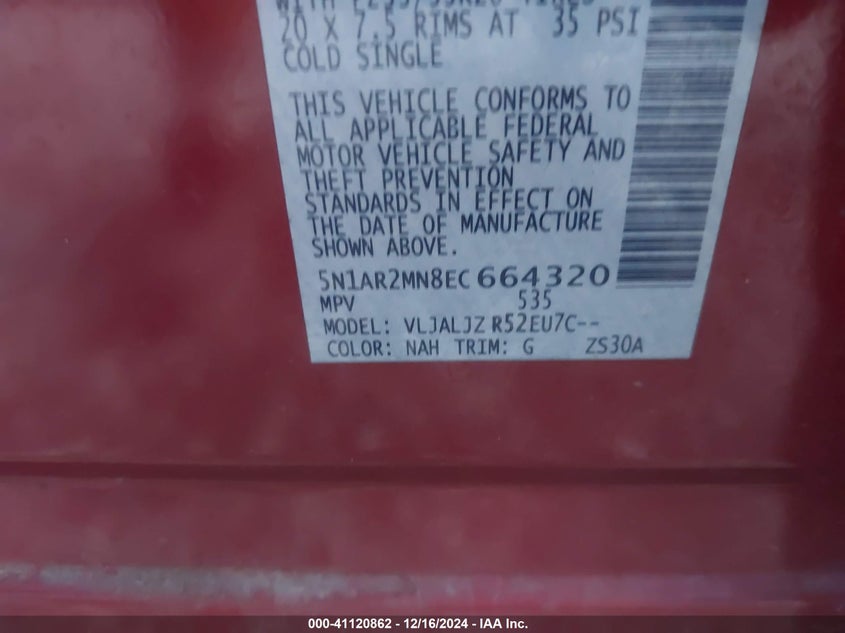 20 X 7.5 RIMS AT 35 PSI
COLD SINGLE
THIS VEHICLE CONFORMS TO
ALL APPLICABLE FEDERAL
MOTOR VEHICLE SAFETY AND
THEFT PREVENTION
STANDARDS IN EFFECT ON
THE DATE OF MANUFACTURE
SHOWN ABOVE.
5N1AR2MN8EC664320
MPV 535
MODEL: VLJALJZ R52EU7C--
COLOR: NAH TRIM: G ZS30A
000-41120862 - 12/16/2024 - IAA Inc.